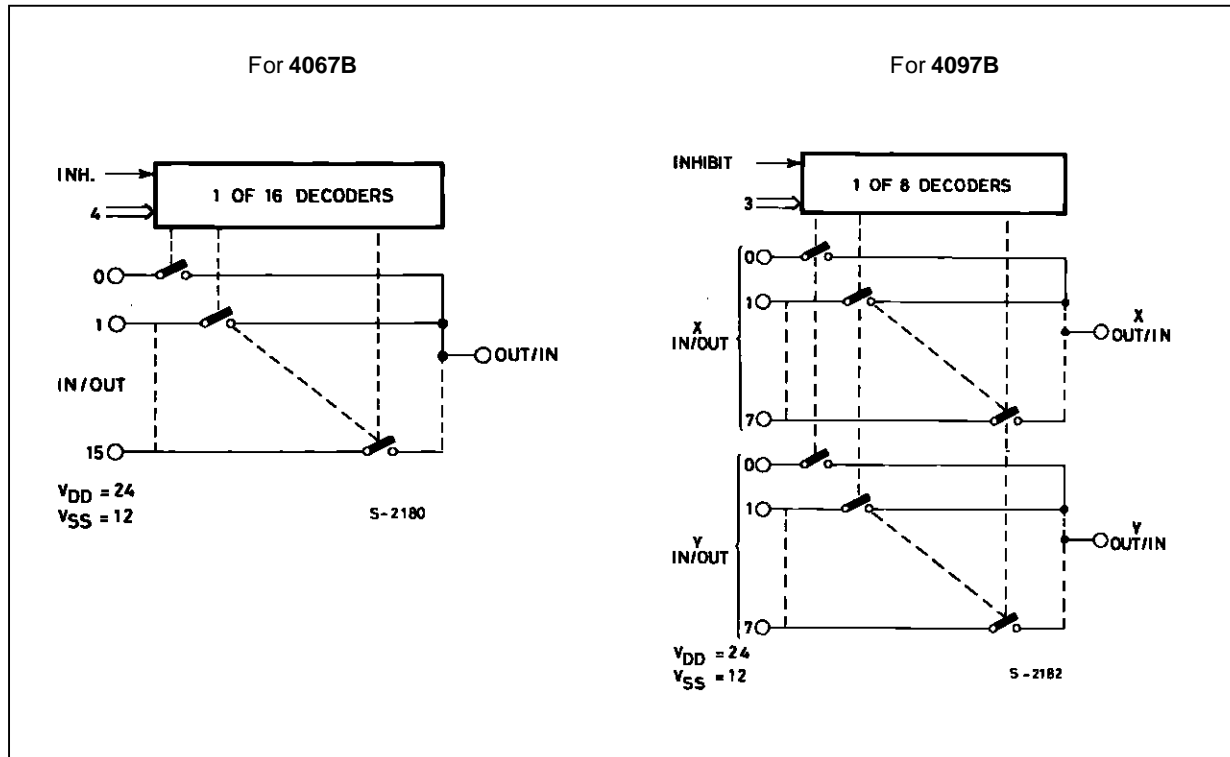 For 4067B
INH.
1 OF 16 DECODERS
4
0
1
IN/OUT
OUT/IN
15
VDD = 24
VSS = 12
S-2180
For 4097B
INHIBIT
1 OF 8 DECODERS
3
0
1
X
IN/OUT
X
OUT/IN
7
0
1
Y
IN/OUT
Y
OUT/IN
7
VDD = 24
VSS = 12
S-2182